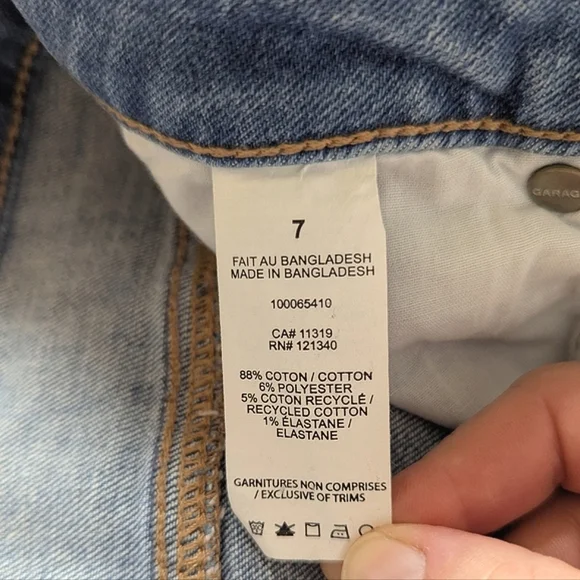 7
FAIT AU BANGLADESH
MADE IN BANGLADESH
100065410
CA# 11319
RN# 121340
88% COTON / COTTON
6% POLYESTER
5% COTON RECYCLÉ /
RECYCLED COTTON
1% ÉLASTANE /
ELASTANE
GARNITURES NON COMPRISES
/ EXCLUSIVE OF TRIMS
GARAG